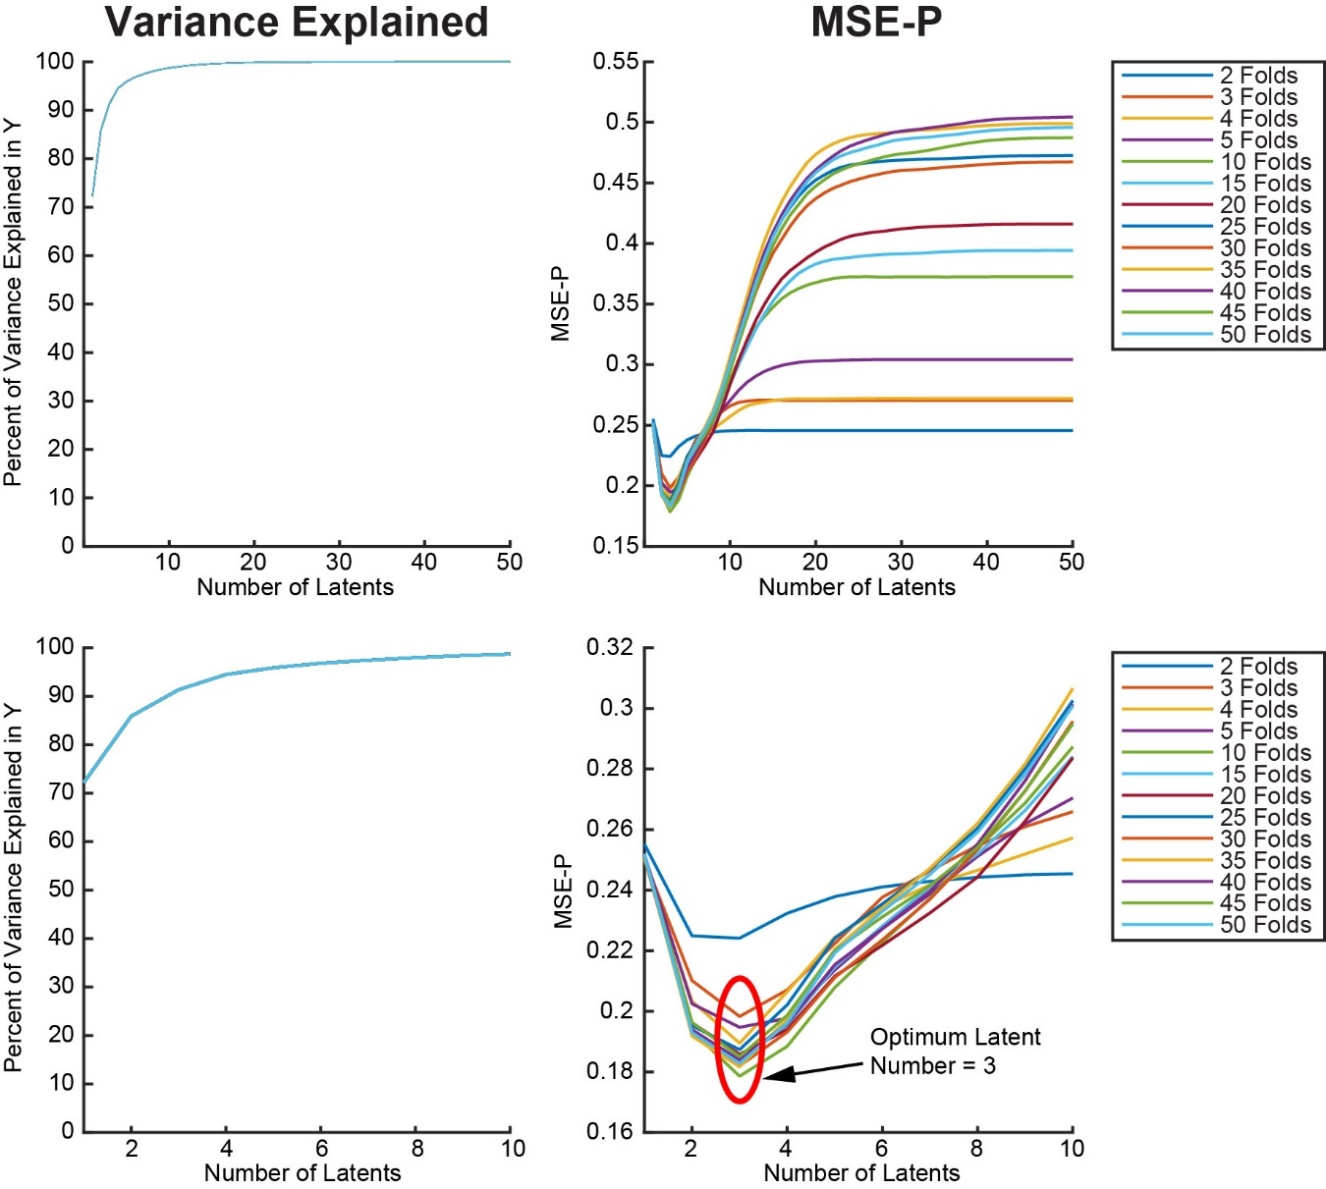 Variance Explained
MSE-P
Percent of Variance Explained in Y
100
90
80
70
60
50
40
30
20
10
0
10 20 30 40 50
Number of Latents
MSE-P
0.55
0.5
0.45
0.4
0.35
0.3
0.25
0.2
0.15
10 20 30 40 50
Number of Latents
2 Folds
3 Folds
4 Folds
5 Folds
10 Folds
15 Folds
20 Folds
25 Folds
30 Folds
35 Folds
40 Folds
45 Folds
50 Folds
Percent of Variance Explained in Y
100
90
80
70
60
50
40
30
20
10
0
2 4 6 8 10
Number of Latents
MSE-P
0.32
0.3
0.28
0.26
0.24
0.22
0.2
0.18
0.16
2 4 6 8 10
Number of Latents
Optimum Latent
Number = 3
2 Folds
3 Folds
4 Folds
5 Folds
10 Folds
15 Folds
20 Folds
25 Folds
30 Folds
35 Folds
40 Folds
45 Folds
50 Folds